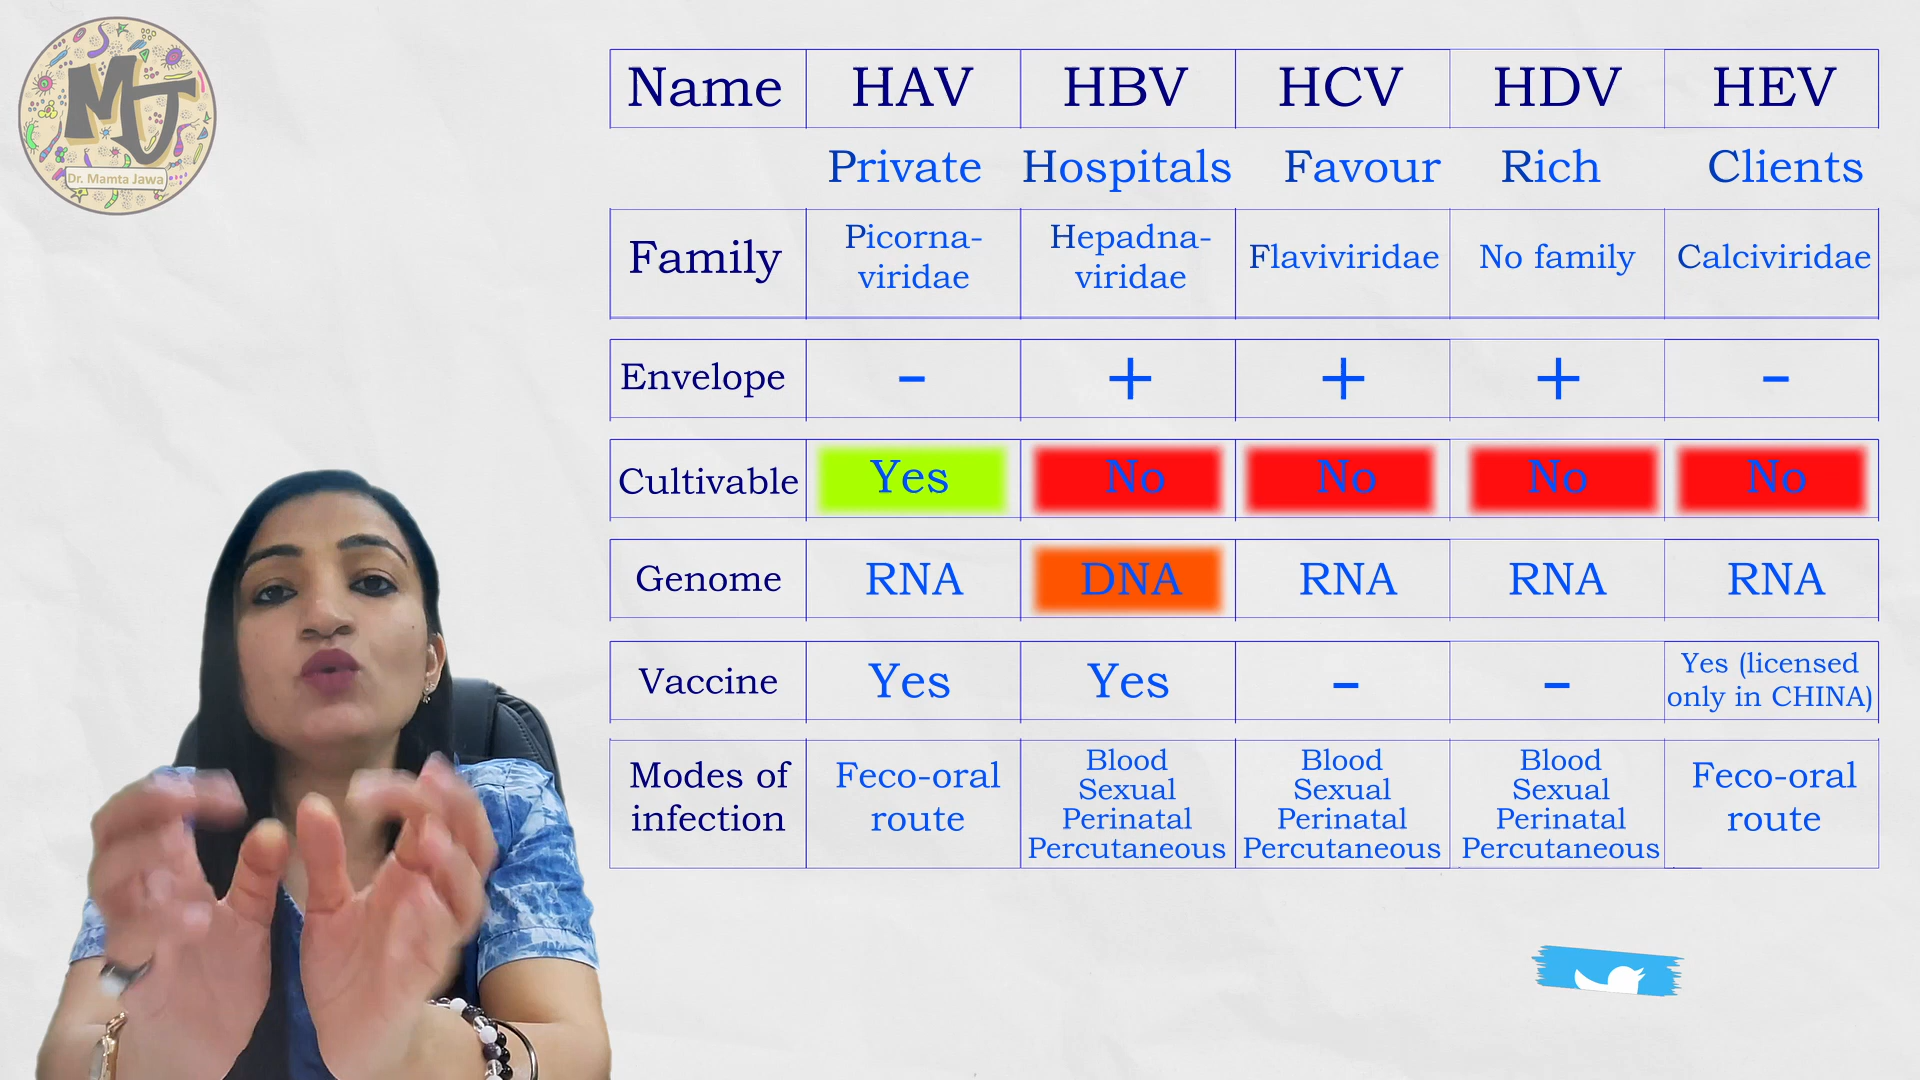 MJ
Dr. Mamta Jawa
Name HAV HBV HCV HDV HEV
Private Hospitals Favour Rich Clients
Family Picorna- Hepadna- Flaviviridae No family Calciviridae
viridae viridae
Envelope - + + + -
Cultivable Yes No No No No
Genome RNA DNA RNA RNA RNA
Vaccine Yes Yes - - Yes (licensed
only in CHINA)
Modes of Feco-oral Blood Blood Blood Feco-oral
infection route Sexual Sexual Sexual route
Perinatal Perinatal Perinatal
Percutaneous Percutaneous Percutaneous